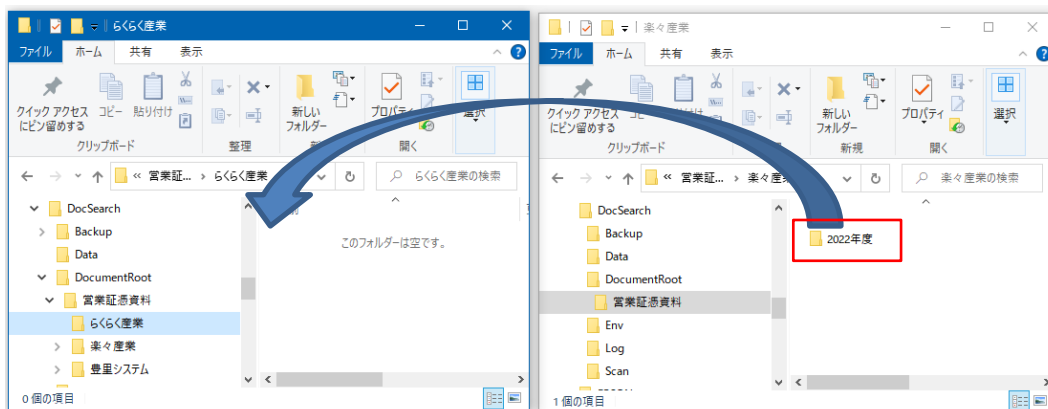 らくらく産業
ファイル ホーム 共有 表示
クイック アクセス
にピン留めする
コピー 貼り付け
新しい
フォルダー
プロパティ
選択
クリップボード 整理 開く
« 営業証... › らくらく産業
らくらく産業の検索
DocSearch
Backup
Data
DocumentRoot
営業証憑資料
らくらく産業
楽々産業
豊里システム
このフォルダーは空です。
0 個の項目
楽々産業
ファイル ホーム 共有 表示
クイック アクセス
にピン留めする
貼り付け
新しい
フォルダー
プロパティ
選択
クリップボード 新規 開く
« 営業証... › 楽々産
楽々産業の検索
DocSearch
Backup
Data
DocumentRoot
営業証憑資料
Env
Log
Scan
2022年度
1 個の項目